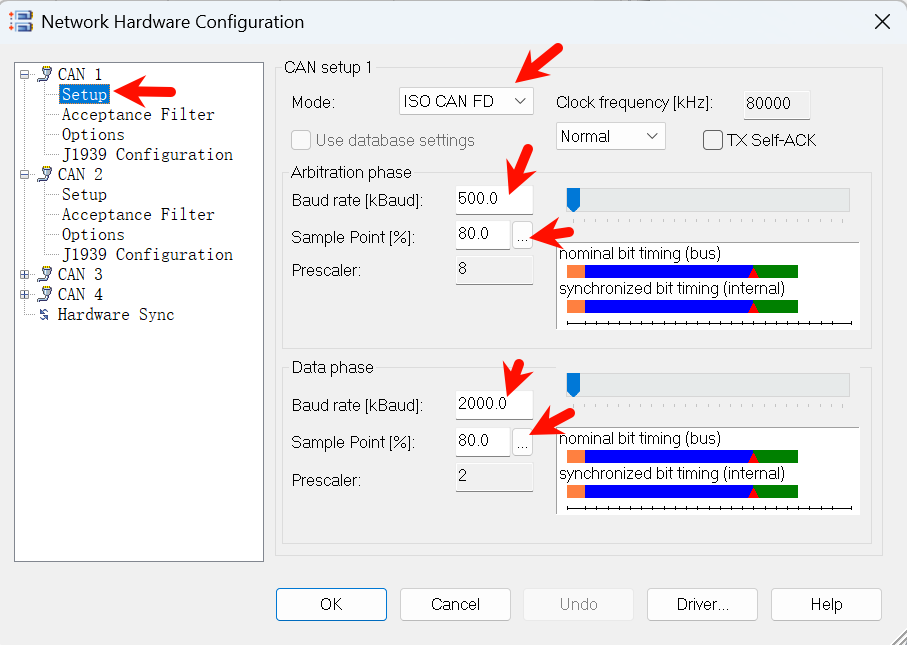 Network Hardware Configuration
CAN 1
Setup
Acceptance Filter
Options
J1939 Configuration
CAN 2
Setup
Acceptance Filter
Options
J1939 Configuration
CAN 3
CAN 4
Hardware Sync
CAN setup 1
Mode: ISO CAN FD Clock frequency [kHz]: 80000
Use database settings Normal TX Self-ACK
Arbitration phase
Baud rate [kBaud]: 500.0
Sample Point [%]: 80.0 ...
Prescaler: 8
nominal bit timing (bus)
synchronized bit timing (internal)
Data phase
Baud rate [kBaud]: 2000.0
Sample Point [%]: 80.0 ...
Prescaler: 2
nominal bit timing (bus)
synchronized bit timing (internal)
OK Cancel Undo Driver... Help